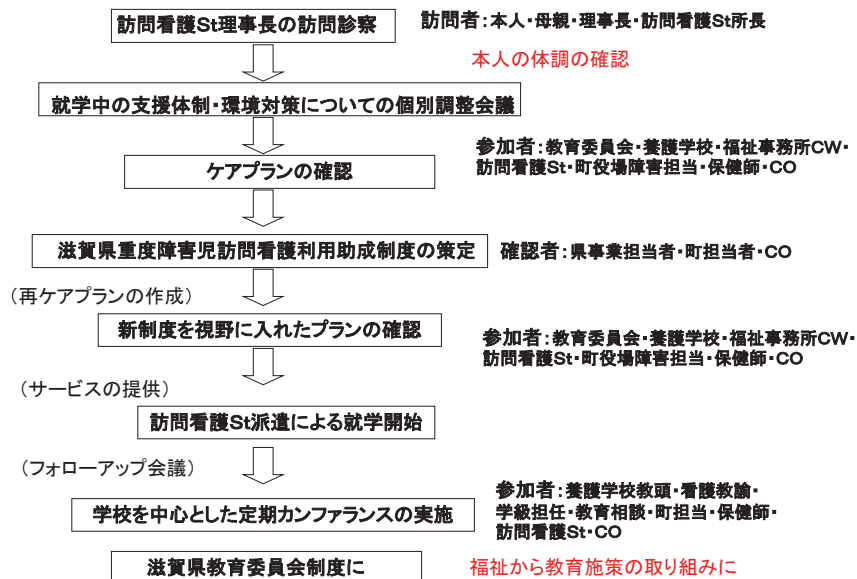 訪問看護St理事長の訪問診察
訪問者：本人・母親・理事長・訪問看護St所長
本人の体調の確認
就学中の支援体制・環境対策についての個別調整会議
参加者：教育委員会・養護学校・福祉事務所CW・
訪問看護St・町役場障害担当・保健師・CO
ケアプランの確認
滋賀県重度障害児訪問看護利用助成制度の策定
確認者：県事業担当者・町担当者・CO
（再ケアプランの作成）
新制度を視野に入れたプランの確認
参加者：教育委員会・養護学校・福祉事務所CW・
訪問看護St・町役場障害担当・保健師・CO
（サービスの提供）
訪問看護St派遣による就学開始
（フォローアップ会議）
学校を中心とした定期カンファランスの実施
参加者：養護学校教頭・看護教諭・
学級担任・教育相談・町担当・保健師・
訪問看護St・CO
滋賀県教育委員会制度に
福祉から教育施策の取り組みに